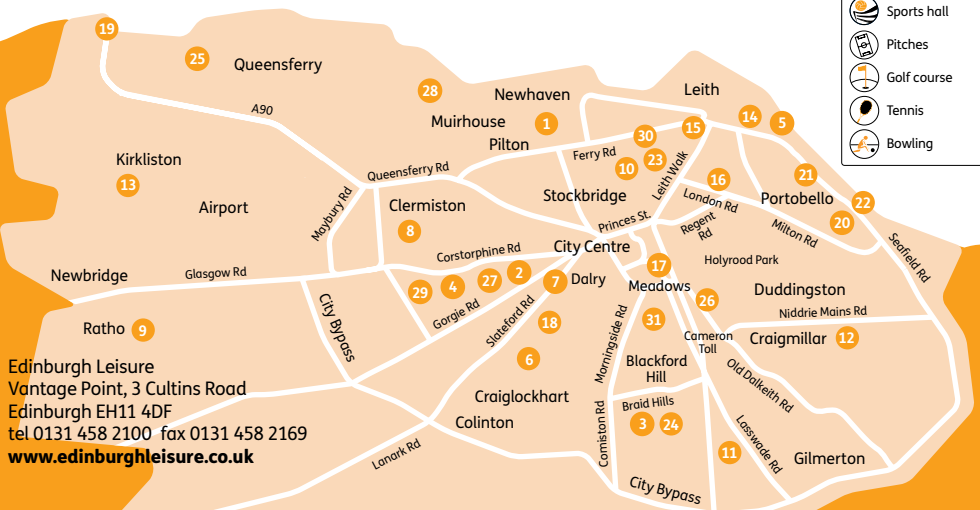 Sports hall
Pitches
Golf course
Tennis
Bowling
19
25
Queensferry
28
Newhaven
Leith
A90
Muirhouse
1
14
5
Pilton
30
15
Kirkliston
13
Queensferry Rd
Ferry Rd
10
23
Leith Walk
16
21
Airport
Maybury Rd
Clermiston
8
Stockbridge
London Rd
Portobello
22
20
Princes St.
Regent
Rd
Milton Rd
Seafield Rd
Corstorphine Rd
City Centre
Newbridge
Glasgow Rd
29
4
27
2
7
Dalry
17
Holyrood Park
Meadows
26
Duddingston
City Bypass
Gorgie Rd
Slateford Rd
18
Morningside Rd
31
Niddrie Mains Rd
Ratho
9
Cameron
Toll
Craigmillar
12
6
Blackford
Hill
Old Dalkeith Rd
Edinburgh Leisure
Vantage Point, 3 Cultins Road
Edinburgh EH11 4DF
tel 0131 458 2100 fax 0131 458 2169
www.edinburghleisure.co.uk
Craiglockhart
Colinton
Lanark Rd
Comiston Rd
Braid Hills
3
24
11
Lasswade Rd
Gilmerton
City Bypass